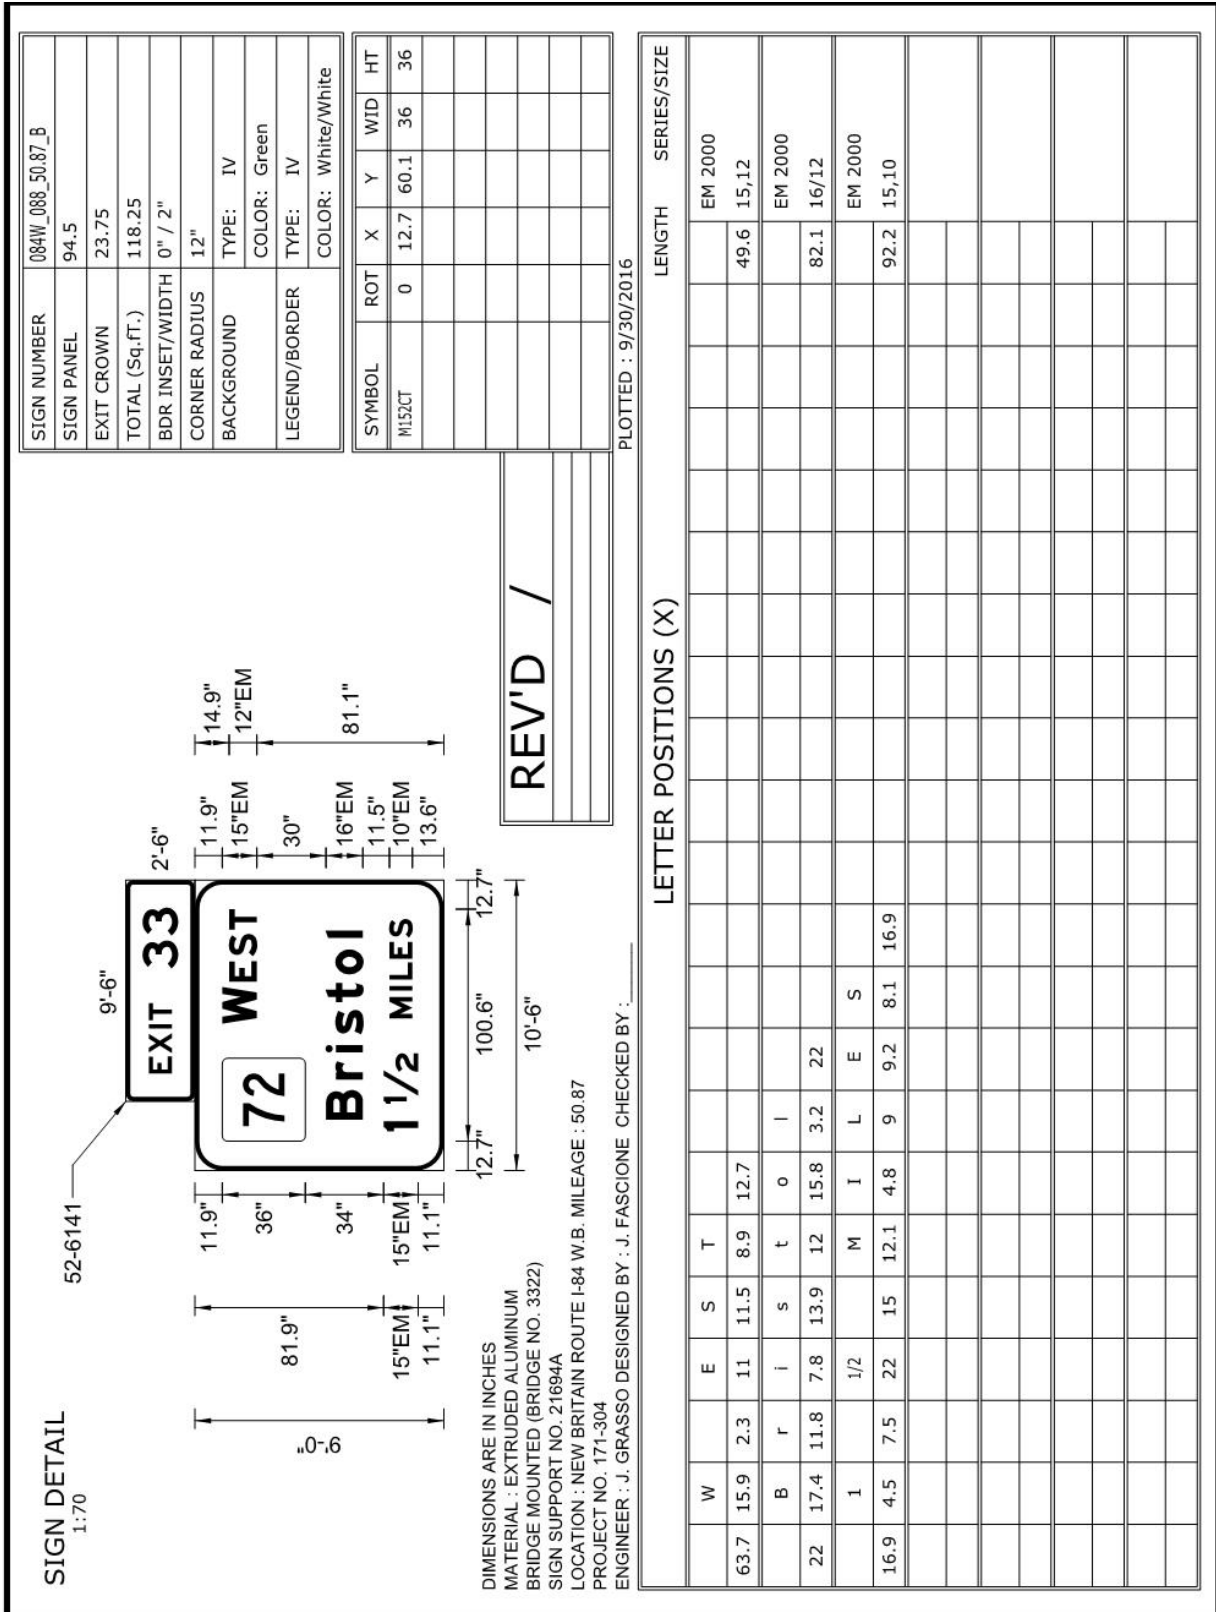 SIGN DETAIL
1:70
52-6141
9'-6"
2'-6"
EXIT 33
72 WEST
Bristol
1 1/2 MILES
9'-0"
81.9"
15"EM
11.1"
11.9"
36"
34"
15"EM
11.1"
11.9"
15"EM
30"
16"EM
11.5"
10"EM
13.6"
14.9"
12"EM
81.1"
12.7" 100.6" 12.7"
10'-6"
SIGN NUMBER 084W_088_50.87_B
SIGN PANEL 94.5
EXIT CROWN 23.75
TOTAL (Sq.fT.) 118.25
BDR INSET/WIDTH 0" / 2"
CORNER RADIUS 12"
BACKGROUND TYPE: IV
COLOR: Green
LEGEND/BORDER TYPE: IV
COLOR: White/White
SYMBOL ROT X Y WID HT
M152CT 0 12.7 60.1 36 36
REV'D /
DIMENSIONS ARE IN INCHES
MATERIAL : EXTRUDED ALUMINUM
BRIDGE MOUNTED (BRIDGE NO. 3322)
SIGN SUPPORT NO. 21694A
LOCATION : NEW BRITAIN ROUTE I-84 W.B. MILEAGE : 50.87
PROJECT NO. 171-304
ENGINEER : J. GRASSO DESIGNED BY : J. FASCIONE CHECKED BY :
PLOTTED : 9/30/2016
LETTER POSITIONS (X) LENGTH SERIES/SIZE
W E S T EM 2000
63.7 15.9 2.3 11 11.5 8.9 12.7 49.6 15,12
B r i s t o l EM 2000
22 17.4 11.8 7.8 13.9 12 15.8 3.2 22 82.1 16/12
1 1/2 M I L E S EM 2000
16.9 4.5 7.5 22 15 12.1 4.8 9 9.2 8.1 16.9 92.2 15,10